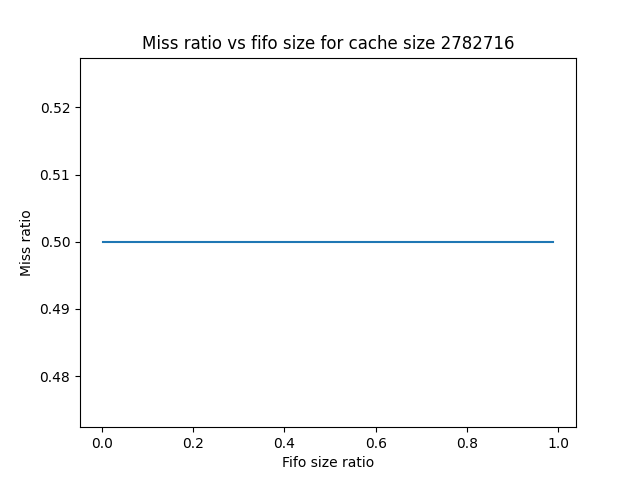 Miss ratio vs fifo size for cache size 2782716
0.52
0.51
0.50
0.49
0.48
Miss ratio
0.0 0.2 0.4 0.6 0.8 1.0
Fifo size ratio